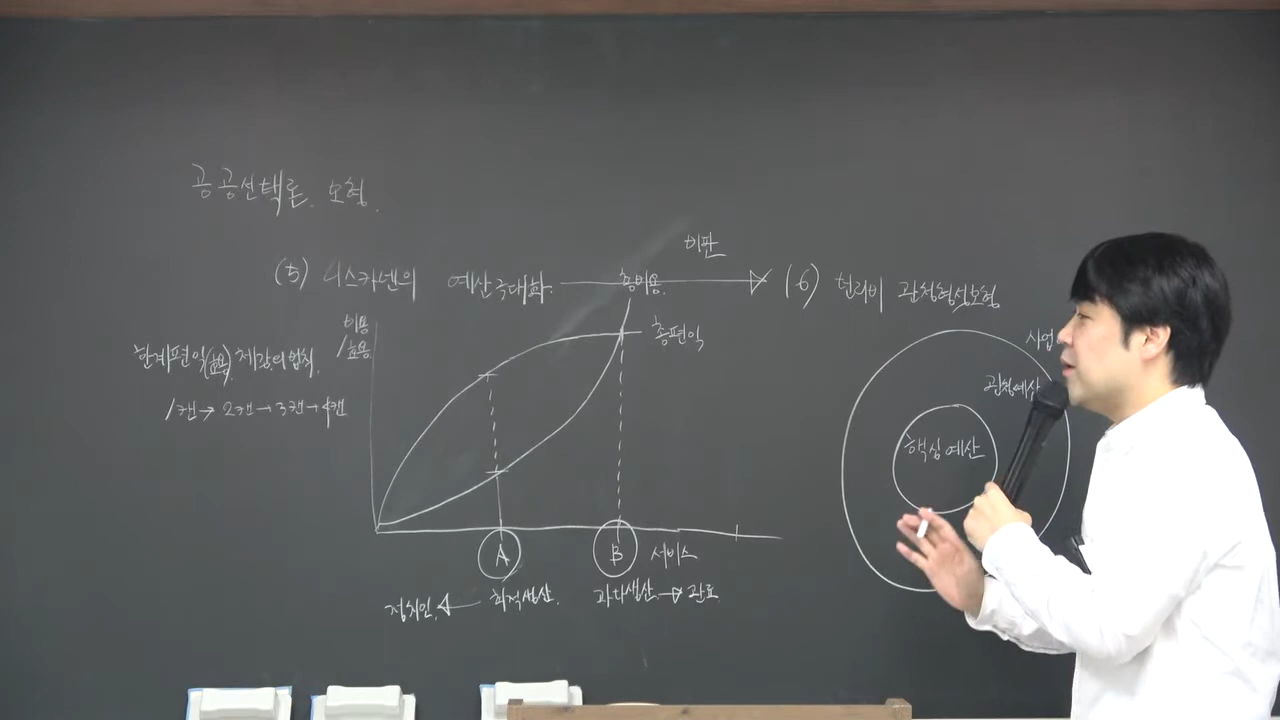 공공선택론 모형.
비판
(5) 니스카넨의 예산극대화 총비용. (6) 던리비 관청형성모형
비용
/효용
총편익
한계편익(효용) 체감의 법칙.
1캔→ 2캔→ 3캔→ 4캔
사업
관청예산
핵심예산
A B 서비스
정치인. 최적생산. 과다생산. 관료